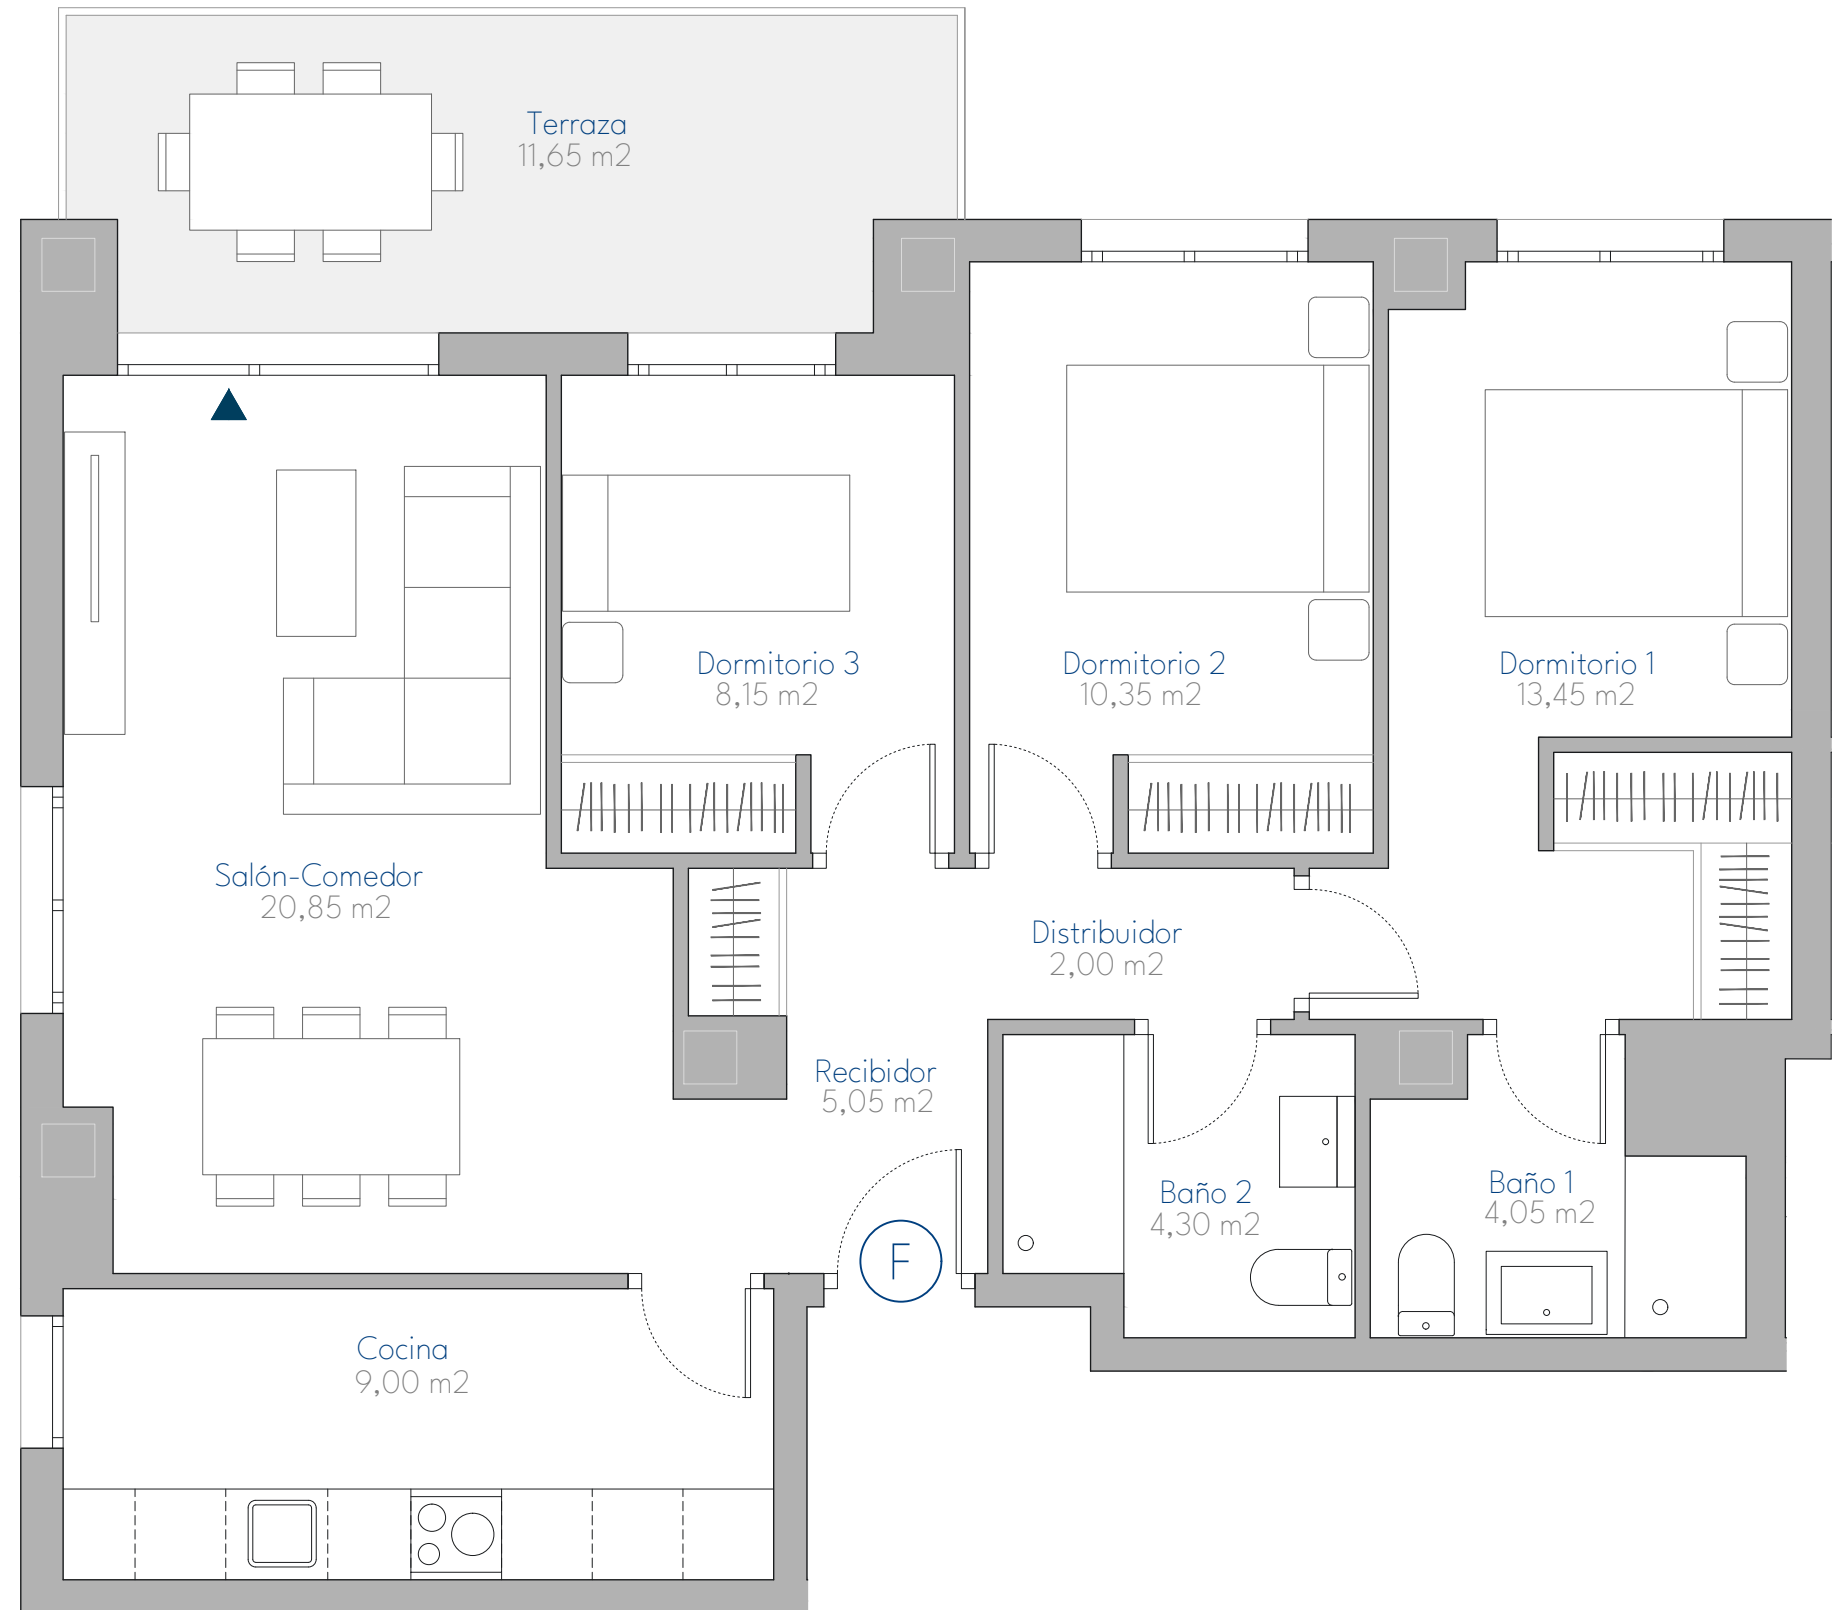 Terraza
11,65 m2
Dormitorio 3
8,15 m2
Dormitorio 2
10,35 m2
Dormitorio 1
13,45 m2
Salón-Comedor
20,85 m2
Distribuidor
2,00 m2
Recibidor
5,05 m2
Baño 2
4,30 m2
Baño 1
4,05 m2
F
Cocina
9,00 m2